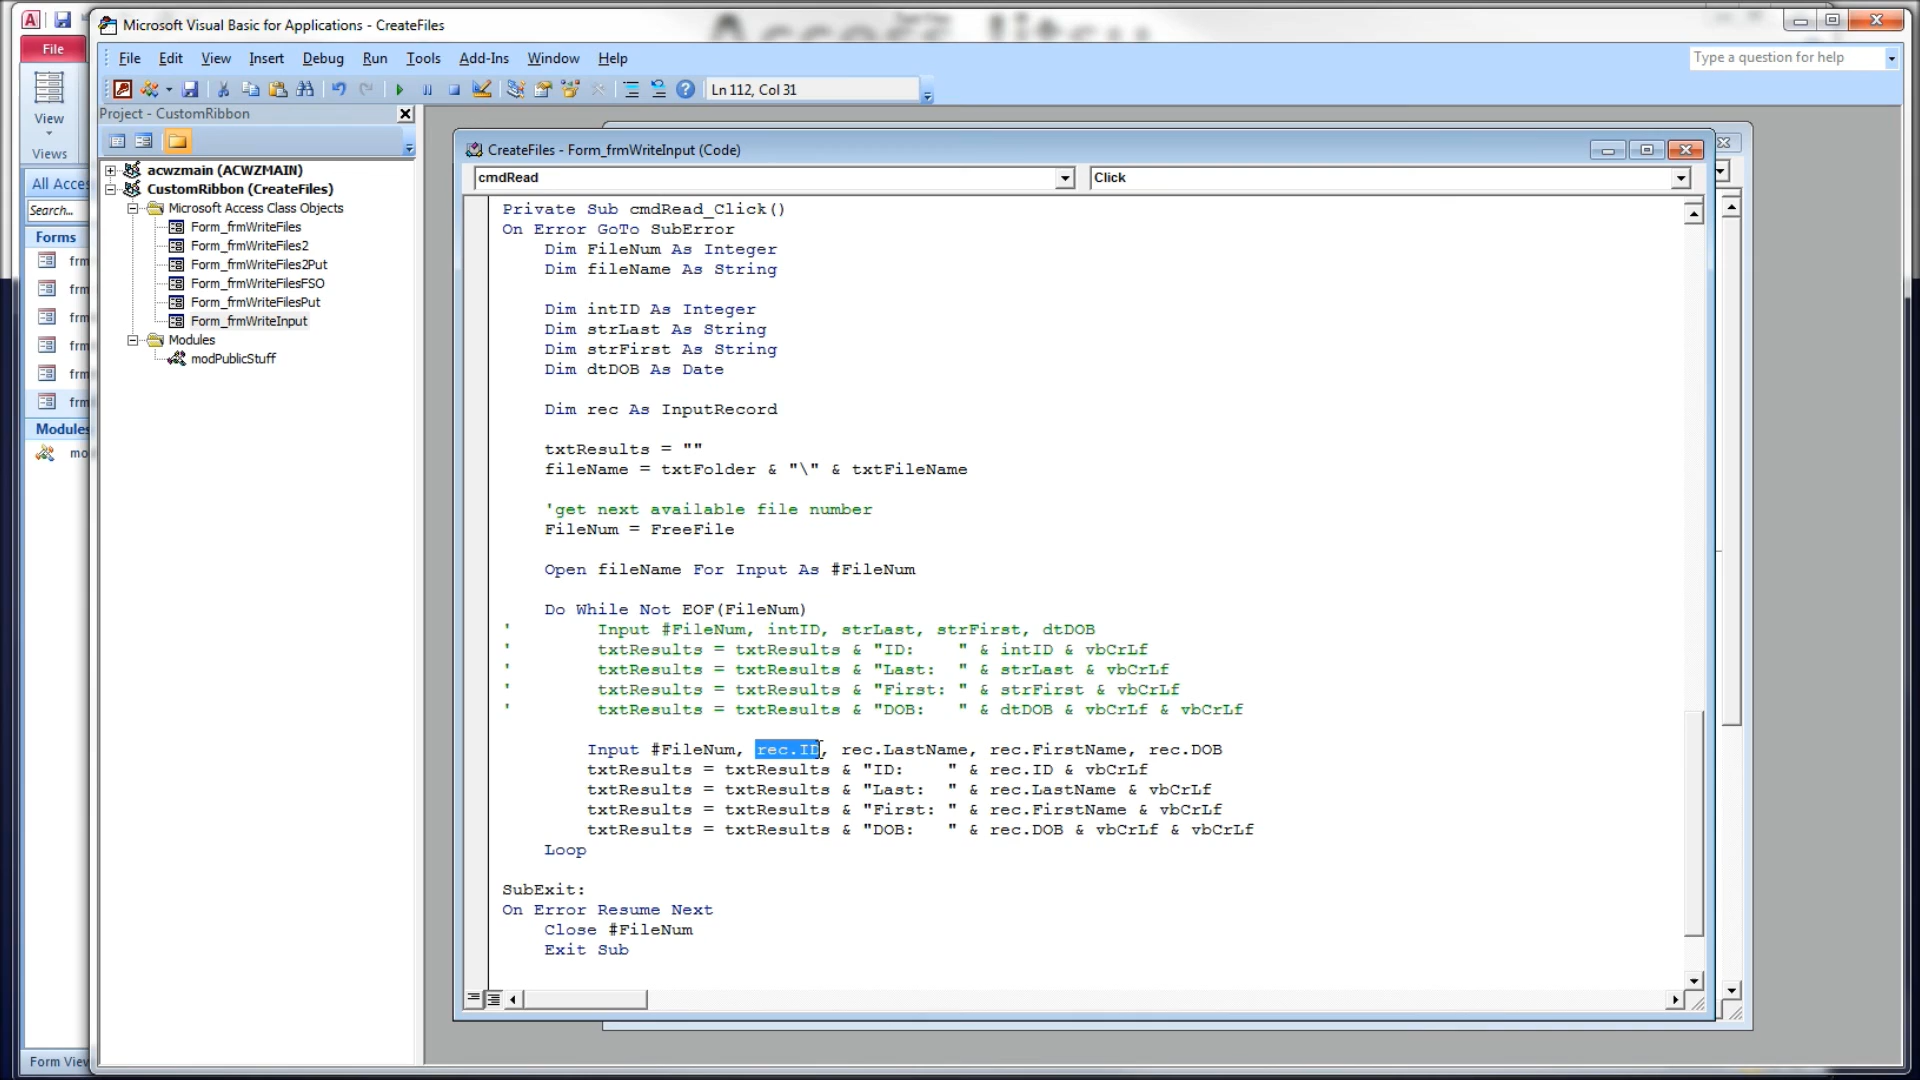 Microsoft Visual Basic for Applications - CreateFiles
File
Edit
View
Insert
Debug
Run
Tools
Add-Ins
Window
Help
Type a question for help
Ln 112, Col 31
File
View
Views
All Acce
Search...
Forms
frm
frm
frm
frm
frm
frm
Modules
mo
Form View
Project - CustomRibbon
acwzmain (ACWZMAIN)
CustomRibbon (CreateFiles)
Microsoft Access Class Objects
Form_frmWriteFiles
Form_frmWriteFiles2
Form_frmWriteFiles2Put
Form_frmWriteFilesFSO
Form_frmWriteFilesPut
Form_frmWriteInput
Modules
modPublicStuff
CreateFiles - Form_frmWriteInput (Code)
cmdRead
Click
Private Sub cmdRead_Click()
On Error GoTo SubError
Dim FileNum As Integer
Dim fileName As String
Dim intID As Integer
Dim strLast As String
Dim strFirst As String
Dim dtDOB As Date
Dim rec As InputRecord
txtResults = ""
fileName = txtFolder & "\" & txtFileName
'get next available file number
FileNum = FreeFile
Open fileName For Input As #FileNum
Do While Not EOF(FileNum)
' Input #FileNum, intID, strLast, strFirst, dtDOB
' txtResults = txtResults & "ID:    " & intID & vbCrLf
' txtResults = txtResults & "Last:  " & strLast & vbCrLf
' txtResults = txtResults & "First: " & strFirst & vbCrLf
' txtResults = txtResults & "DOB:   " & dtDOB & vbCrLf & vbCrLf
Input #FileNum, rec.ID, rec.LastName, rec.FirstName, rec.DOB
txtResults = txtResults & "ID:    " & rec.ID & vbCrLf
txtResults = txtResults & "Last:  " & rec.LastName & vbCrLf
txtResults = txtResults & "First: " & rec.FirstName & vbCrLf
txtResults = txtResults & "DOB:   " & rec.DOB & vbCrLf & vbCrLf
Loop
SubExit:
On Error Resume Next
Close #FileNum
Exit Sub